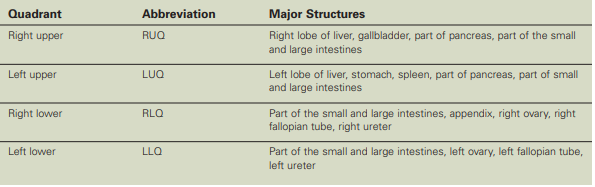 Quadrant Abbreviation Major Structures
Right upper RUQ Right lobe of liver, gallbladder, part of pancreas, part of the small
and large intestines
Left upper LUQ Left lobe of liver, stomach, spleen, part of pancreas, part of small
and large intestines
Right lower RLQ Part of the small and large intestines, appendix, right ovary, right
fallopian tube, right ureter
Left lower LLQ Part of the small and large intestines, left ovary, left fallopian tube,
left ureter